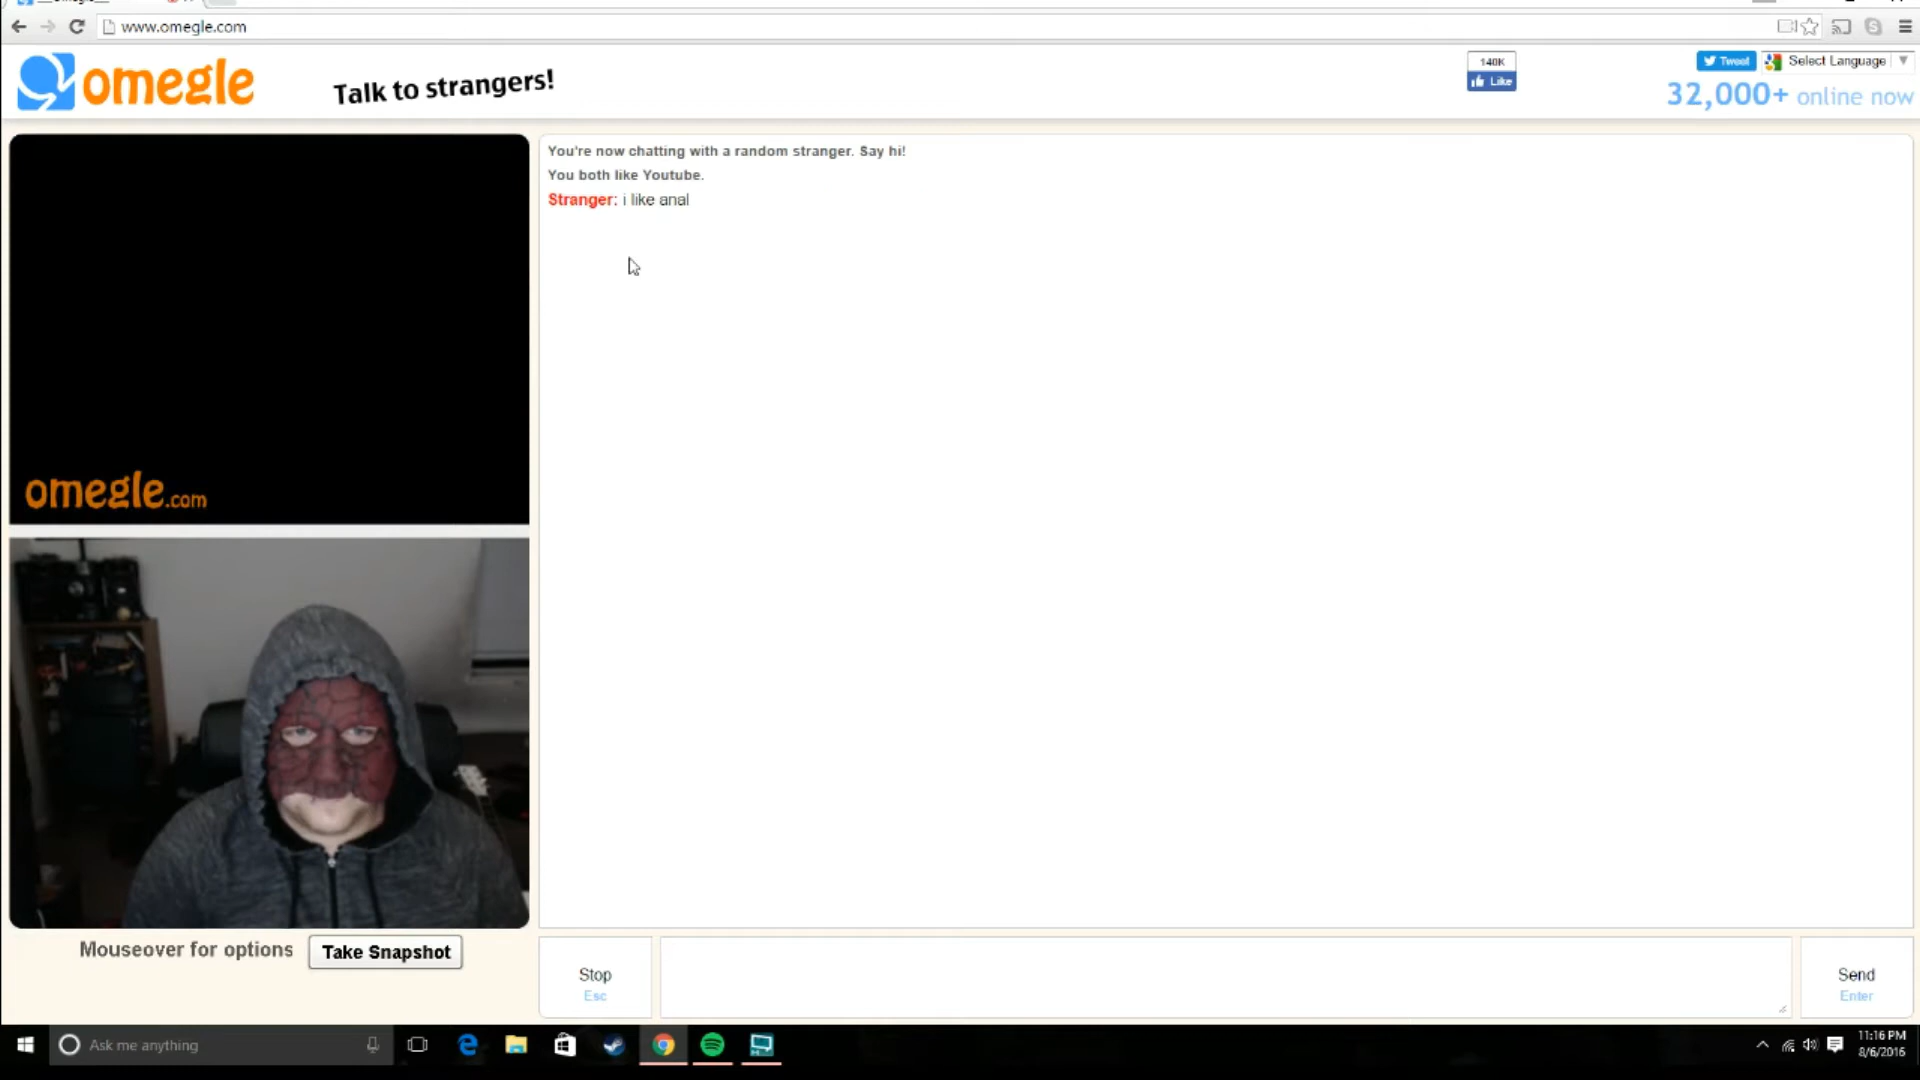 www.omegle.com
omegle
Talk to strangers!
140K
Like
Tweet
Select Language
32,000+ online now
You're now chatting with a random stranger. Say hi!
You both like Youtube.
Stranger: i like anal
omegle.com
Mouseover for options
Take Snapshot
Stop
Esc
Send
Enter
Ask me anything
11:16 PM
8/6/2016